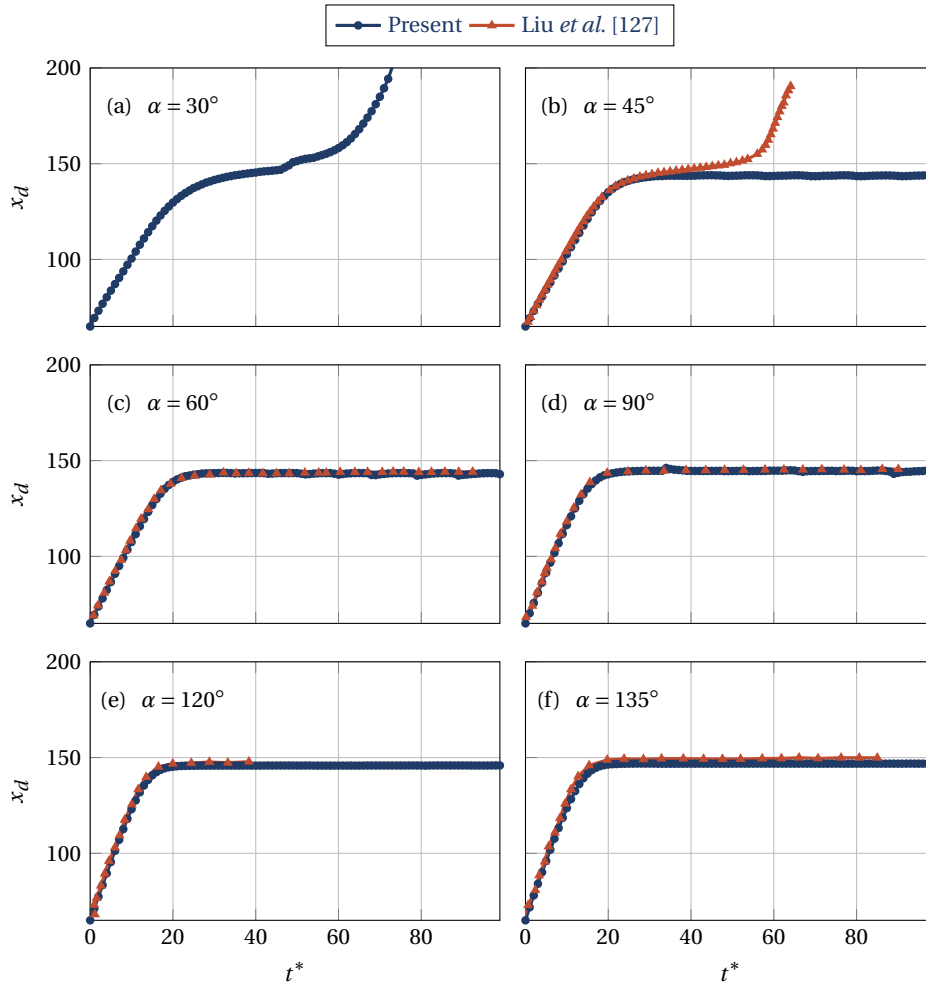 Present Liu et al. [127]
200
(a) α = 30°
(b) α = 45°
150
x_d
100
200
(c) α = 60°
(d) α = 90°
150
x_d
100
200
(e) α = 120°
(f) α = 135°
150
x_d
100
0 20 40 60 80 0 20 40 60 80
t* t*